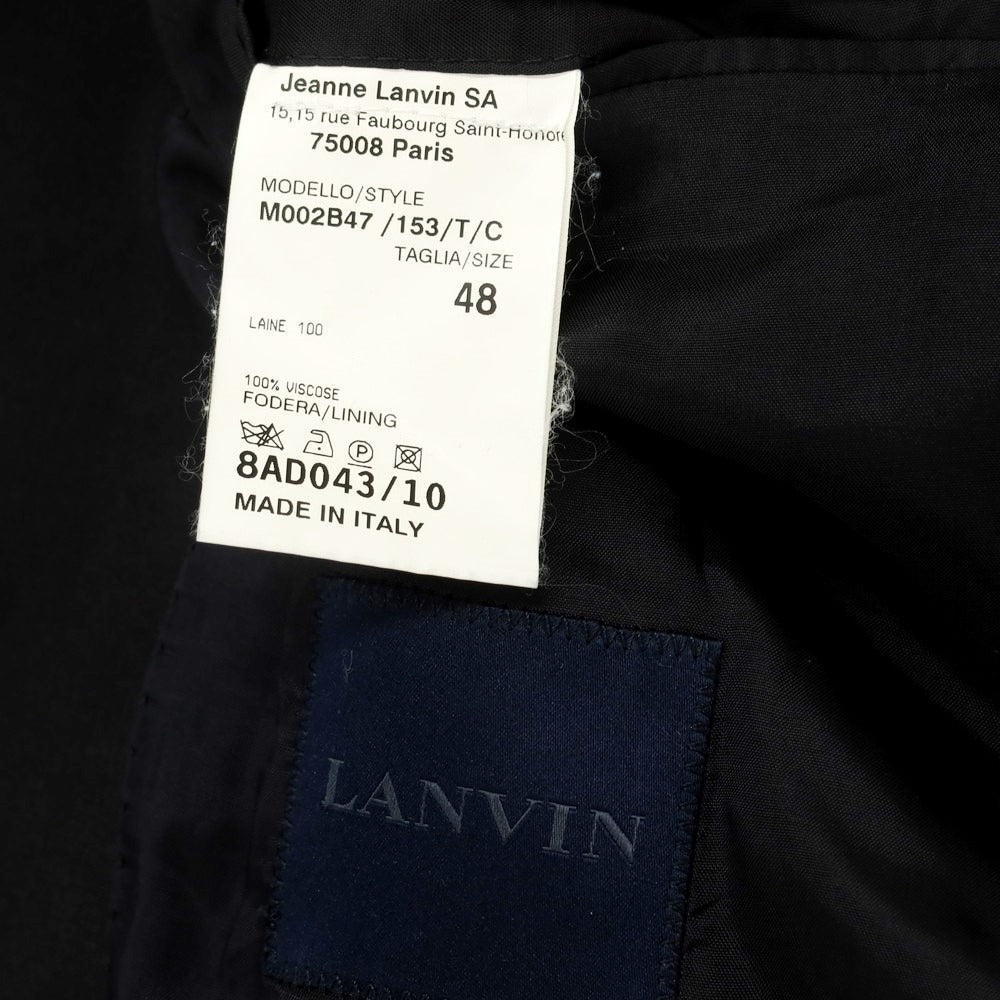 Jeanne Lanvin SA
15,15 rue Faubourg Saint-Honoré
75008 Paris
MODELLO/STYLE
M002B47 /153/T/C
TAGLIA/SIZE
48
LAINE 100
100% VISCOSE
FODERA/LINING
P
8AD043/10
MADE IN ITALY
LANVIN